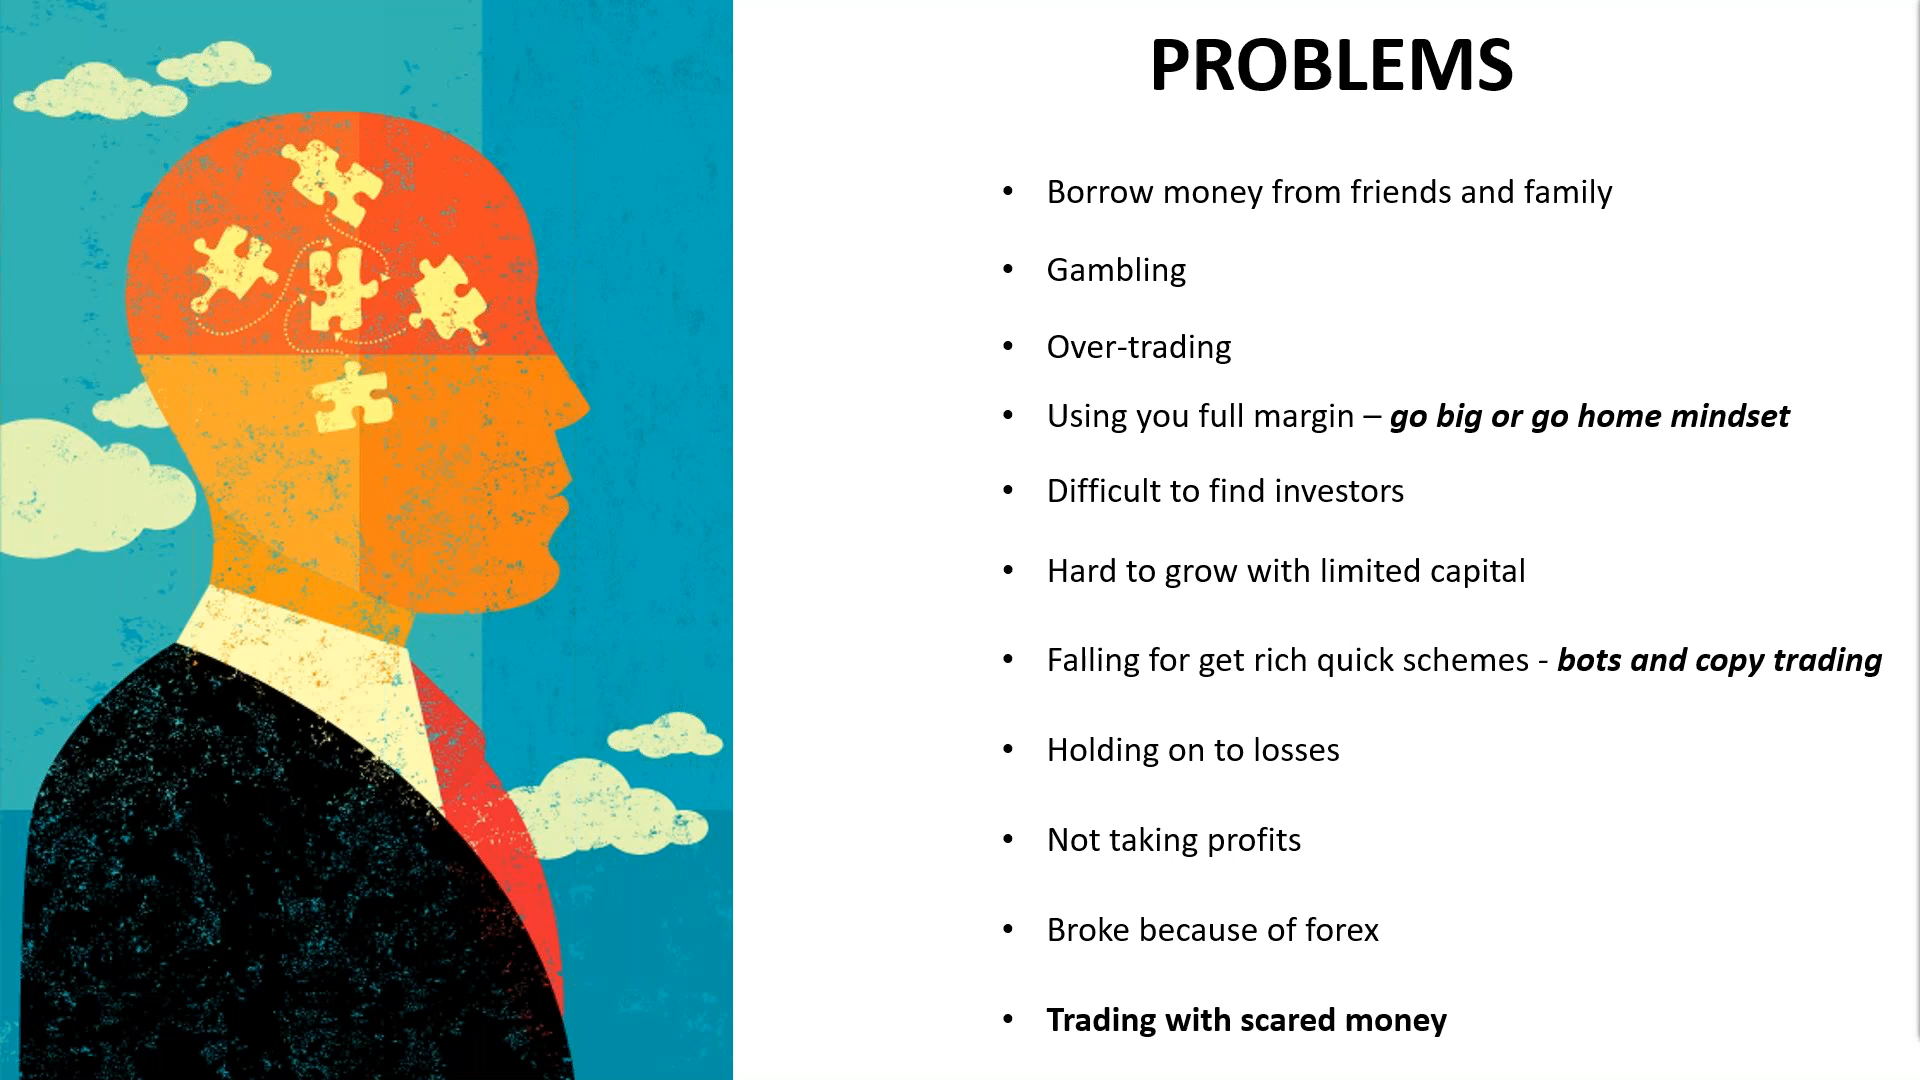 PROBLEMS
• Borrow money from friends and family
• Gambling
• Over-trading
• Using you full margin – go big or go home mindset
• Difficult to find investors
• Hard to grow with limited capital
• Falling for get rich quick schemes - bots and copy trading
• Holding on to losses
• Not taking profits
• Broke because of forex
• Trading with scared money